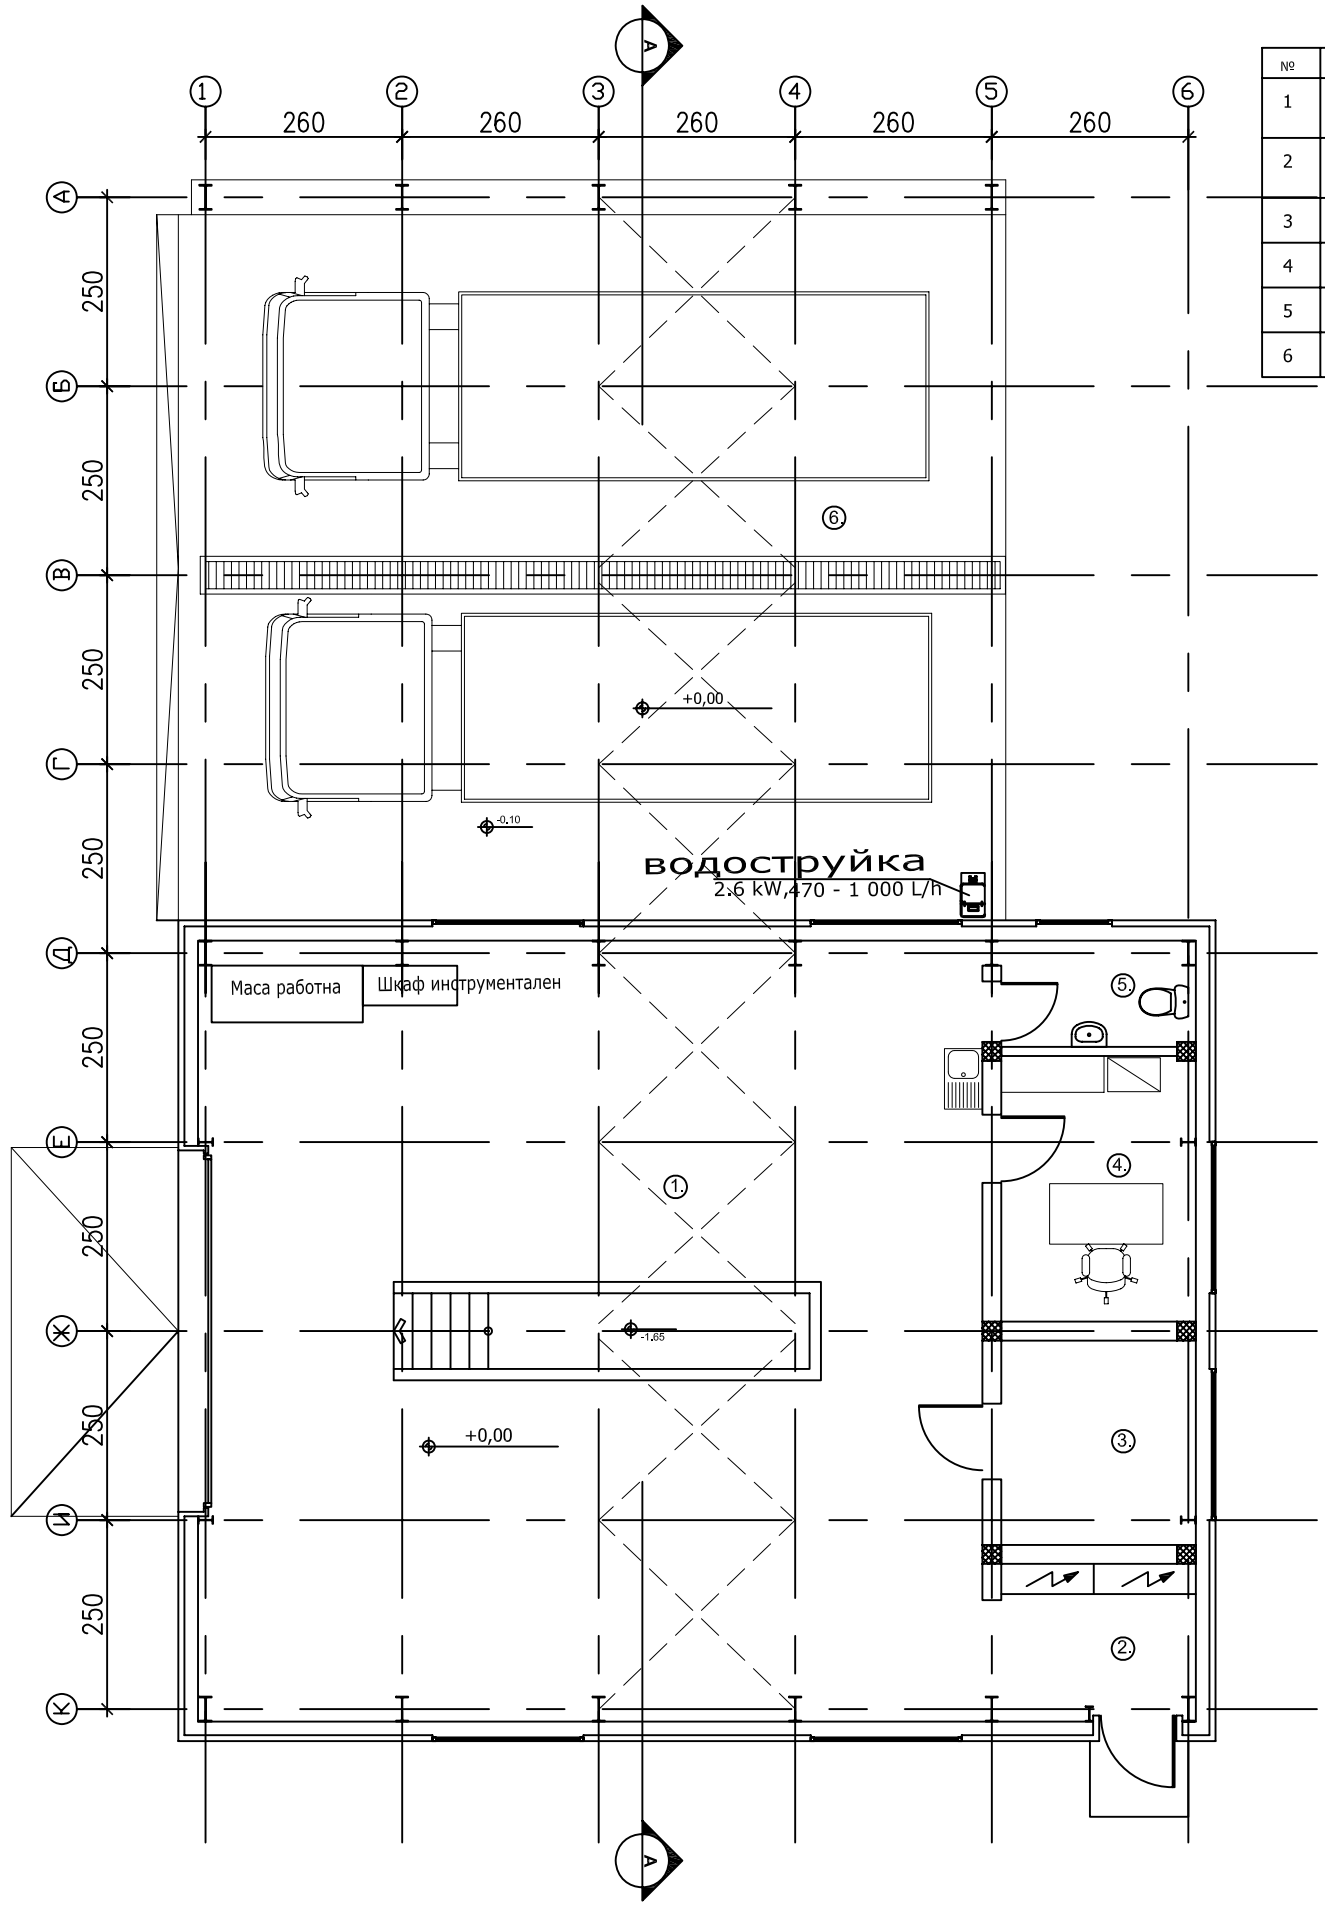 А
1 2 3 4 5 6
260 260 260 260 260
№
1
2
3
4
5
6
А
250
Б
250
6.
В
250
+0,00
Г
-0.10
250
водоструйка
2.6 kW,470 - 1 000 L/h
Д
Маса работна
Шкаф инструментален
5.
250
Е
4.
1.
250
Ж
-1.65
250
+0,00
3.
И
250
2.
К
А